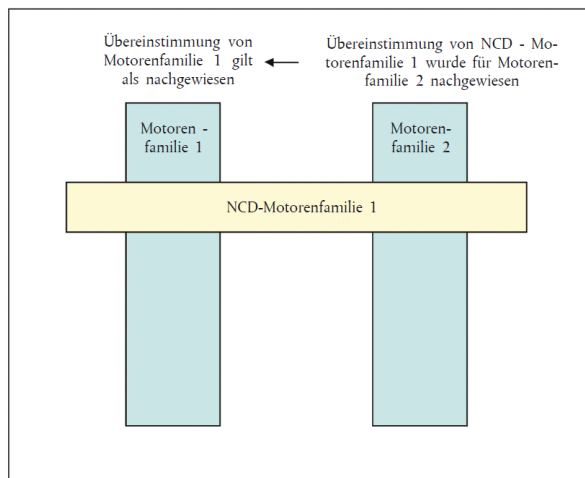 Übereinstimmung von
Motorenfamilie 1 gilt
als nachgewiesen
Übereinstimmung von NCD - Mo-
torenfamilie 1 wurde für Motoren-
familie 2 nachgewiesen
Motoren -
familie 1
Motoren-
familie 2
NCD-Motorenfamilie 1